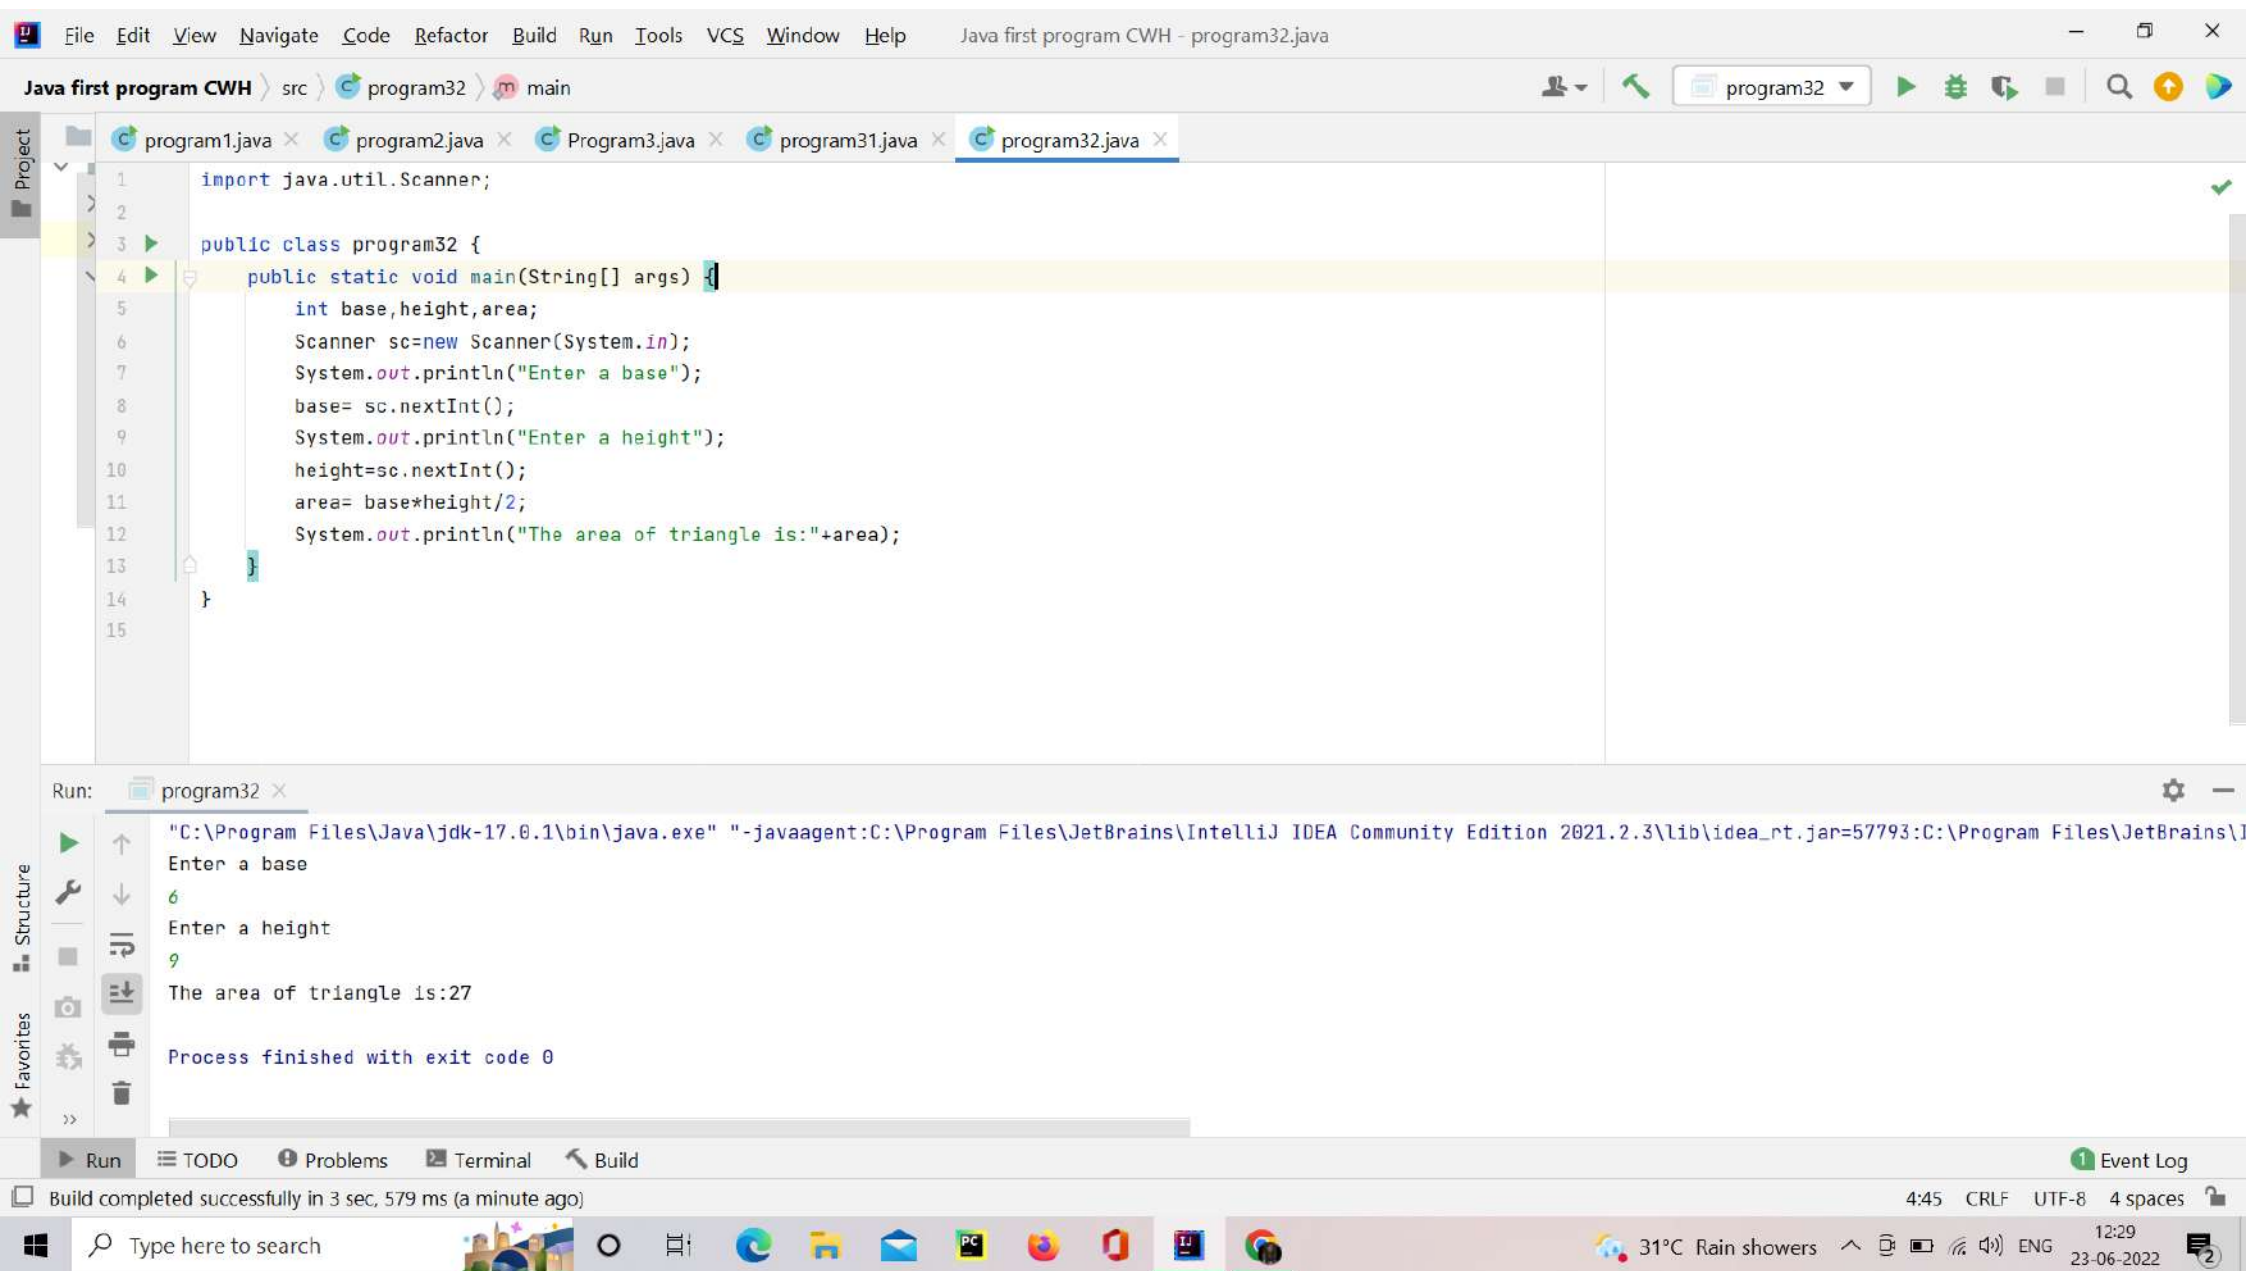 File Edit View Navigate Code Refactor Build Run Tools VCS Window Help Java first program CWH - program32.java
Java first program CWH src program32 main program32
program1.java program2.java Program3.java program31.java program32.java
Project
1 import java.util.Scanner;
2
3 public class program32 {
4 public static void main(String[] args) {
5 int base,height,area;
6 Scanner sc=new Scanner(System.in);
7 System.out.println("Enter a base");
8 base= sc.nextInt();
9 System.out.println("Enter a height");
10 height=sc.nextInt();
11 area= base*height/2;
12 System.out.println("The area of triangle is:"+area);
13 }
14 }
15
Run: program32
"C:\Program Files\Java\jdk-17.0.1\bin\java.exe" "-javaagent:C:\Program Files\JetBrains\IntelliJ IDEA Community Edition 2021.2.3\lib\idea_rt.jar=57793:C:\Program Files\JetBrains\I
Enter a base
6
Enter a height
9
The area of triangle is:27
Process finished with exit code 0
Structure
Favorites
Run TODO Problems Terminal Build 1 Event Log
Build completed successfully in 3 sec, 579 ms (a minute ago) 4:45 CRLF UTF-8 4 spaces
Type here to search 31°C Rain showers ENG 12:29
23-06-2022 2